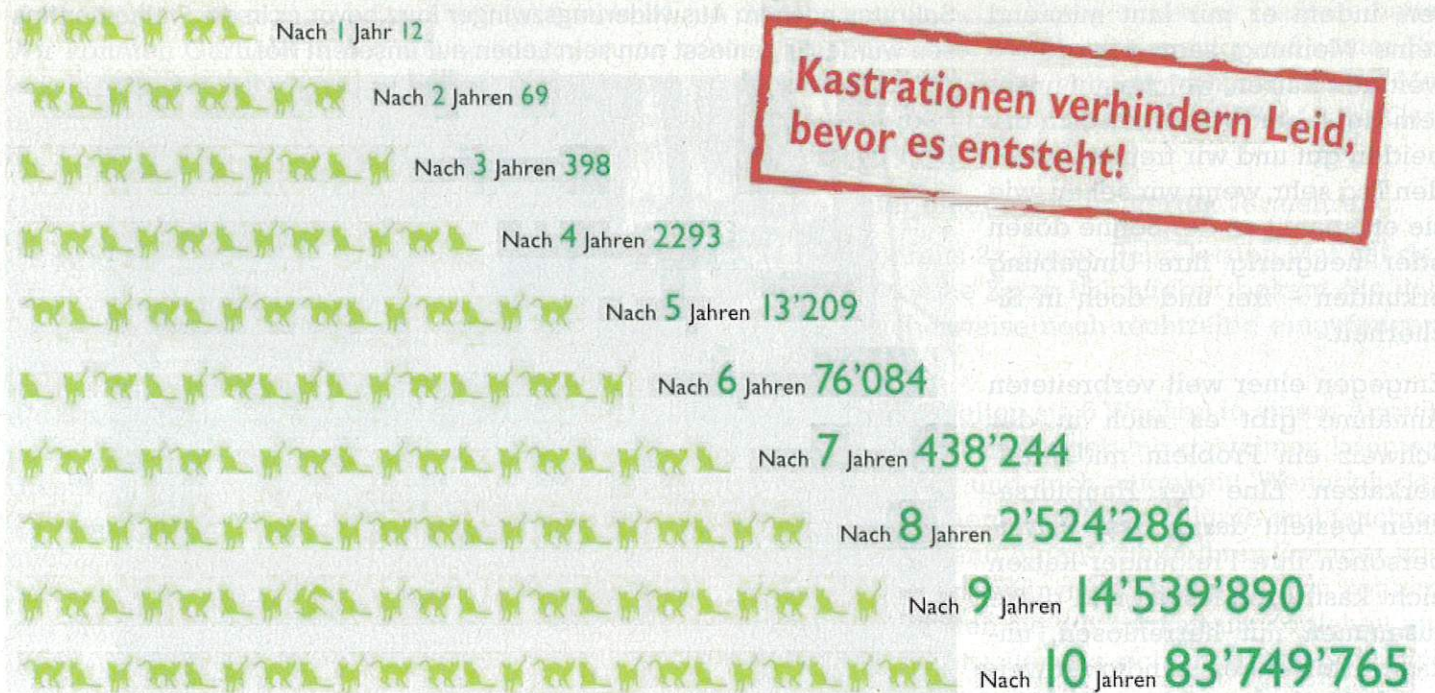 Nach 1 Jahr 12
Kastrationen verhindern Leid,
bevor es entsteht!
Nach 2 Jahren 69
Nach 3 Jahren 398
Nach 4 Jahren 2293
Nach 5 Jahren 13'209
Nach 6 Jahren 76'084
Nach 7 Jahren 438'244
Nach 8 Jahren 2'524'286
Nach 9 Jahren 14'539'890
Nach 10 Jahren 83'749'765